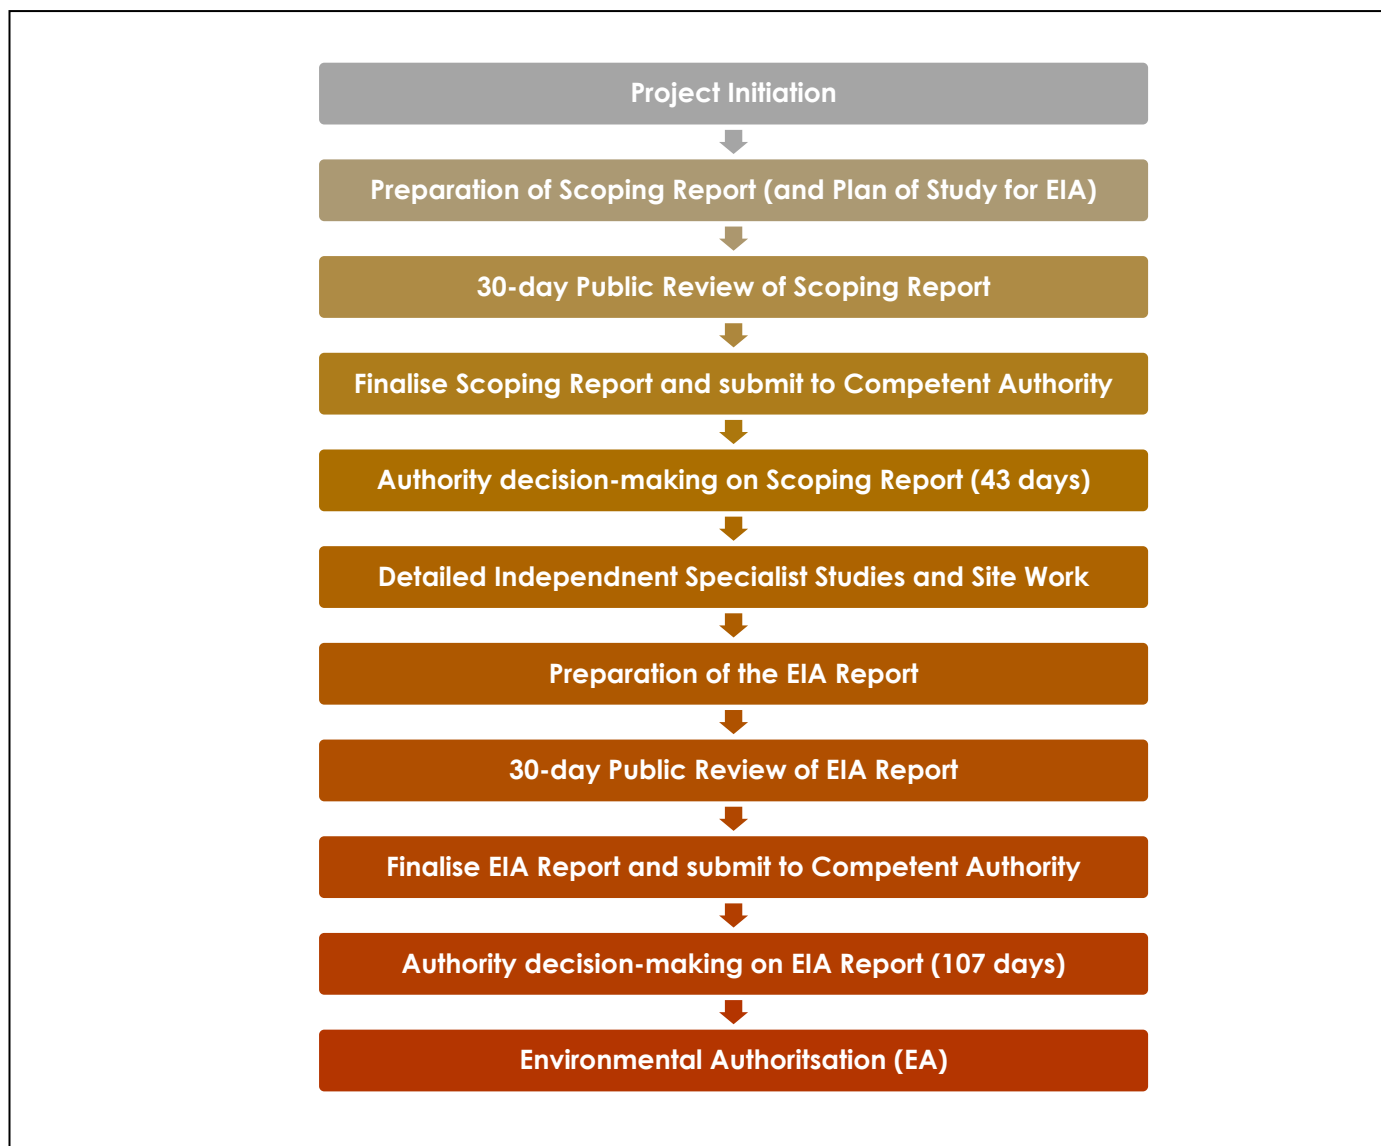 Project Initiation
Preparation of Scoping Report (and Plan of Study for EIA)
30-day Public Review of Scoping Report
Finalise Scoping Report and submit to Competent Authority
Authority decision-making on Scoping Report (43 days)
Detailed Independnent Specialist Studies and Site Work
Preparation of the EIA Report
30-day Public Review of EIA Report
Finalise EIA Report and submit to Competent Authority
Authority decision-making on EIA Report (107 days)
Environmental Authoritsation (EA)